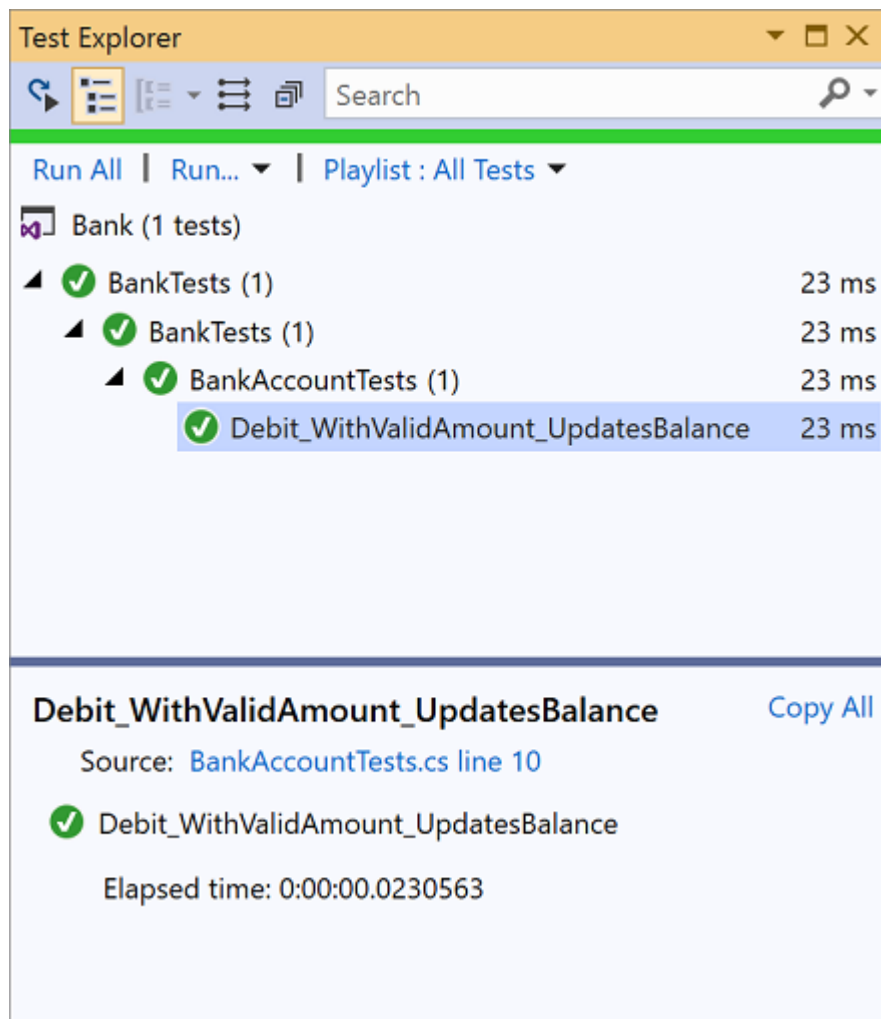 Test Explorer
Search
Run All | Run... | Playlist : All Tests
Bank (1 tests)
BankTests (1) 23 ms
BankTests (1) 23 ms
BankAccountTests (1) 23 ms
Debit_WithValidAmount_UpdatesBalance 23 ms
Debit_WithValidAmount_UpdatesBalance Copy All
Source: BankAccountTests.cs line 10
Debit_WithValidAmount_UpdatesBalance
Elapsed time: 0:00:00.0230563